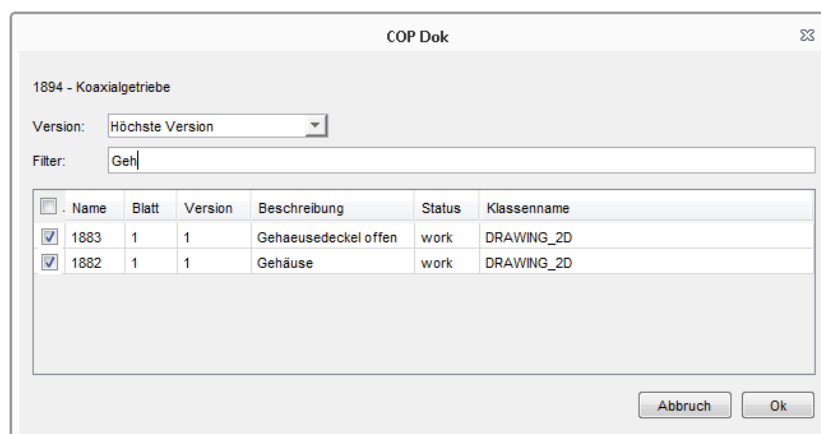 COP Dok
1894 - Koaxialgetriebe
Version: Höchste Version
Filter: Geh
. Name Blatt Version Beschreibung Status Klassenname
1883 1 1 Gehaeusedeckel offen work DRAWING_2D
1882 1 1 Gehäuse work DRAWING_2D
Abbruch Ok